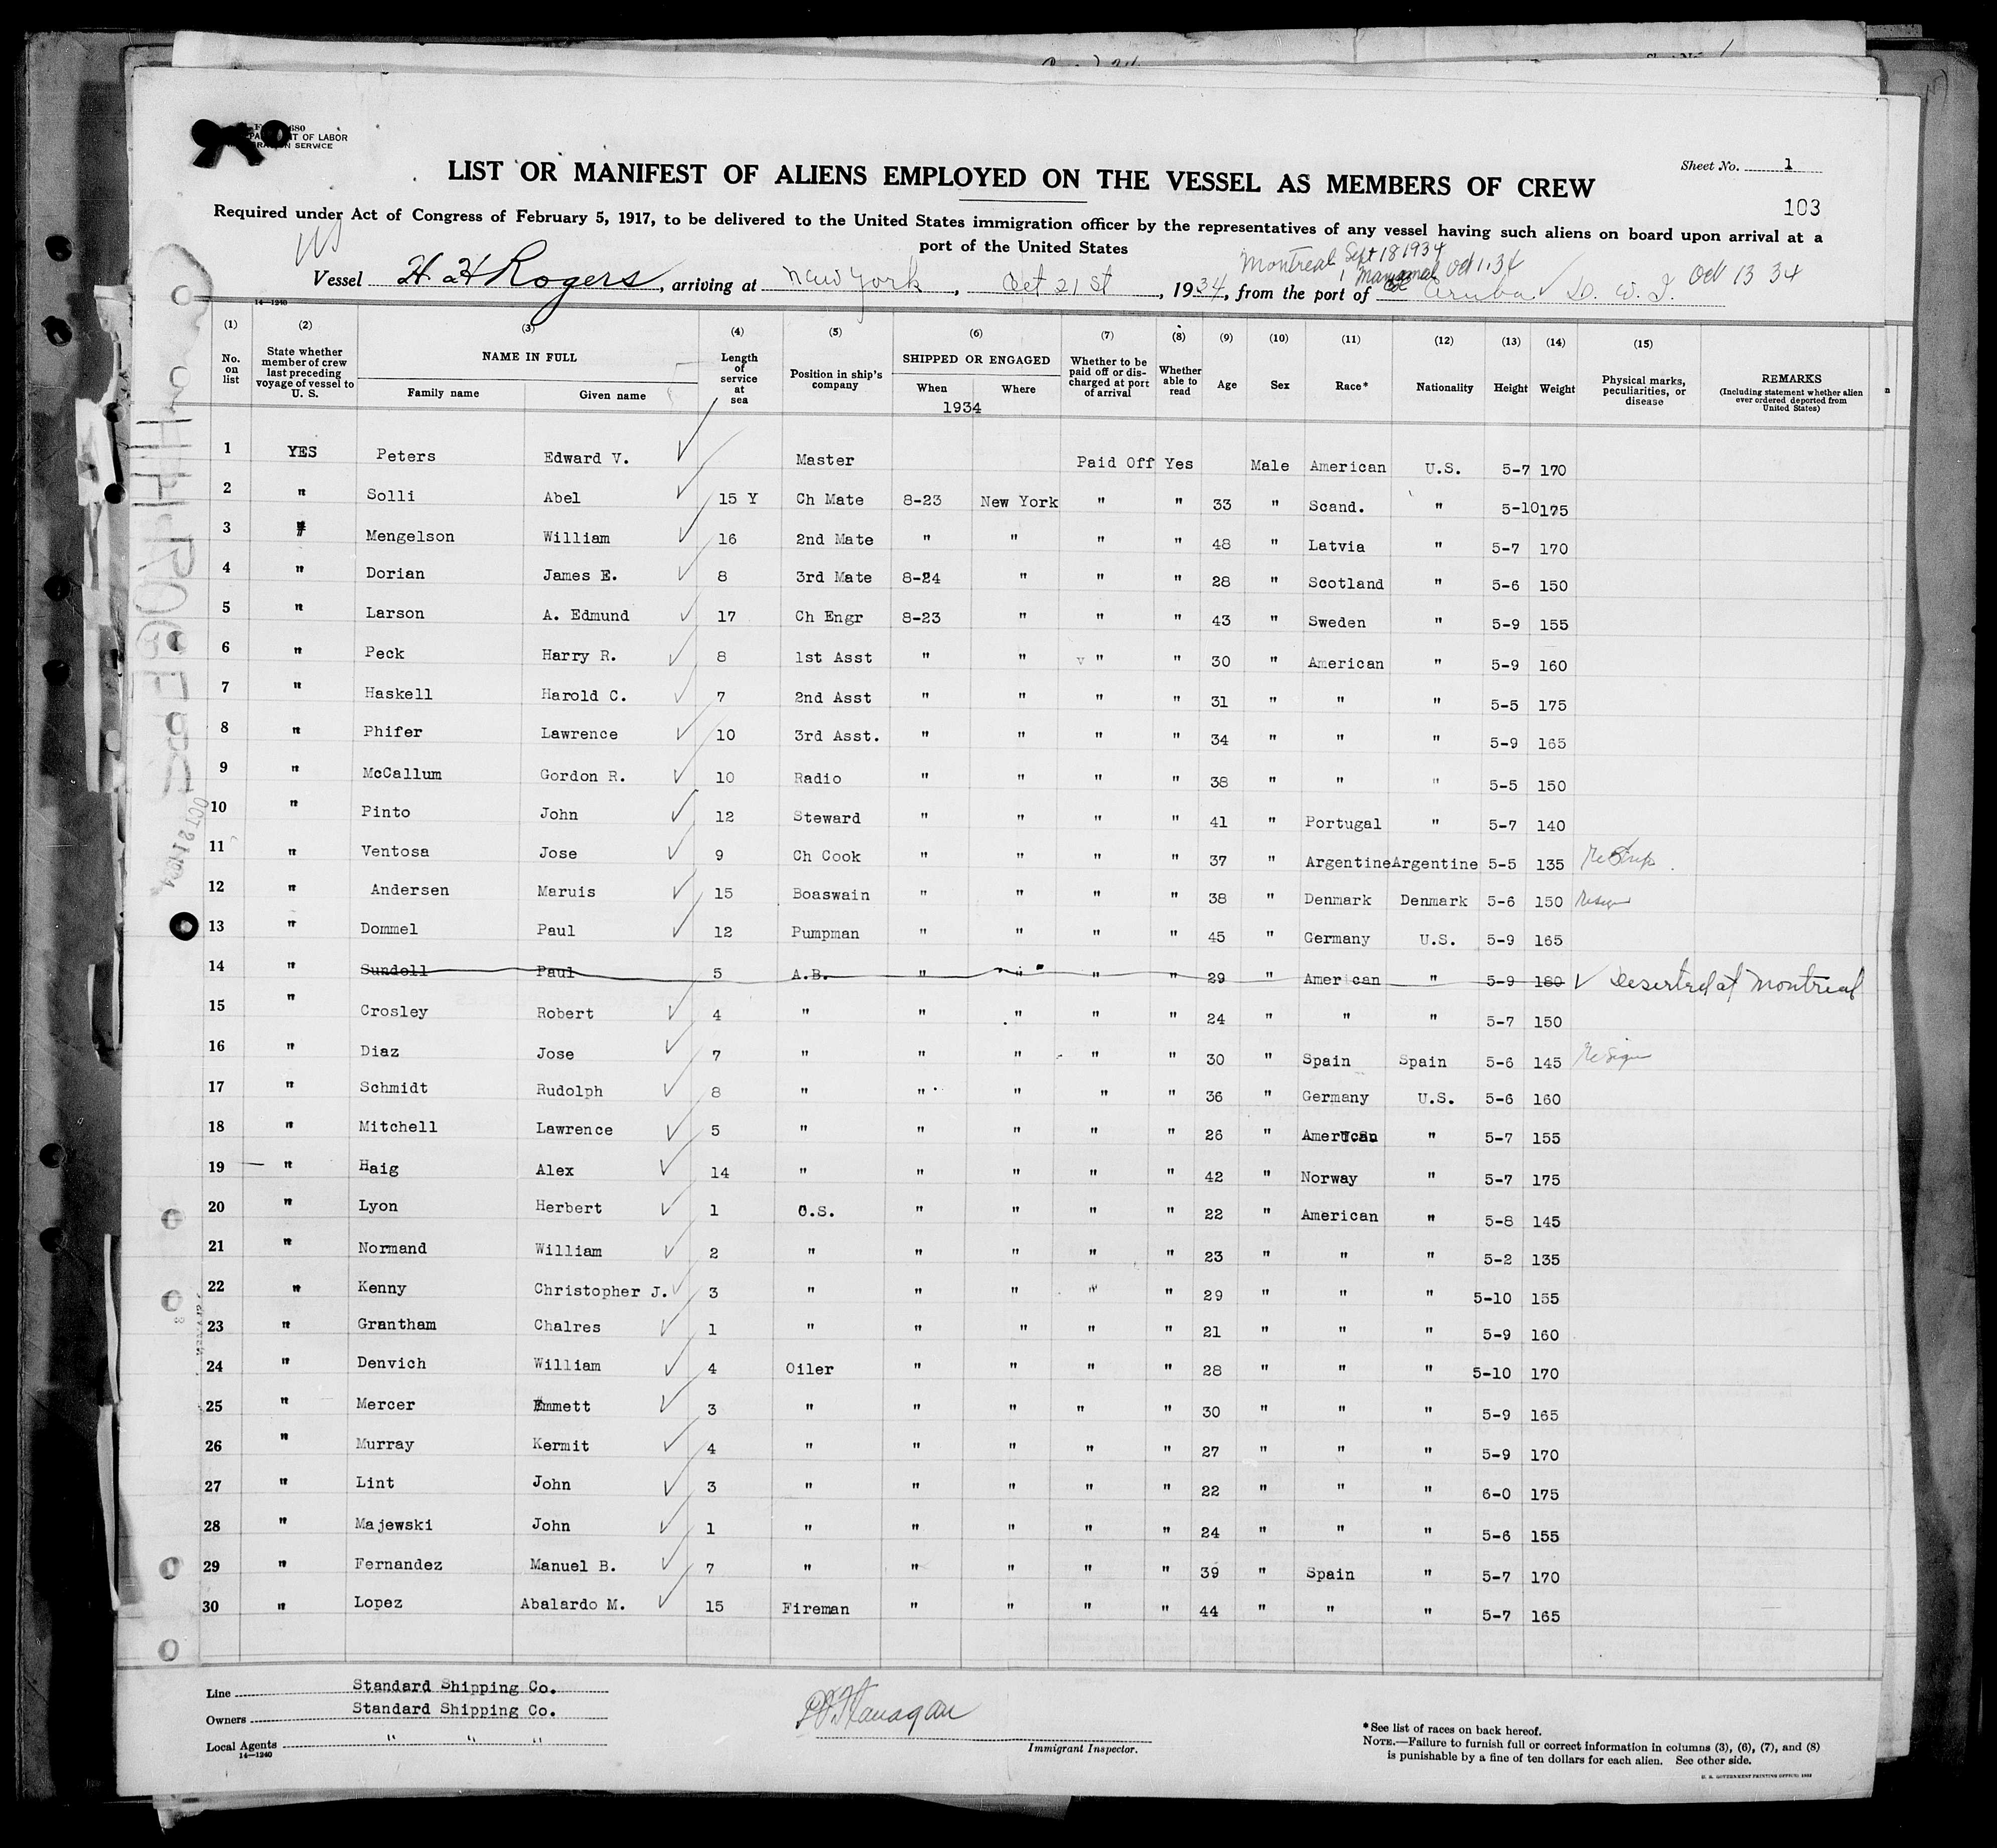 Sheet No. 1
LIST OR MANIFEST OF ALIENS EMPLOYED ON THE VESSEL AS MEMBERS OF CREW
103
Required under Act of Congress of February 5, 1917, to be delivered to the United States immigration officer by the representatives of any vessel having such aliens on board upon arrival at a
port of the United States
Montreal Sept 18 1934
Oct 1. 34
Vessel H H Rogers, arriving at New York, Oct 21 st, 1934, from the port of Aruba D. W. I. Oct 13 34
14-1240
(1) (2) (3) (4) (5) (6) (7) (8) (9) (10) (11) (12) (13) (14) (15)
No. on list State whether member of crew last preceding voyage of vessel to U. S. NAME IN FULL Family name Given name Length of service at sea Position in ship's company SHIPPED OR ENGAGED When Where Whether to be paid off or discharged at port of arrival Whether able to read Age Sex Race* Nationality Height Weight Physical marks, peculiarities, or disease REMARKS (Including statement whether alien ever ordered deported from United States)
1934
1 YES Peters Edward V. Master Paid Off Yes Male American U.S. 5-7 170
2 " Solli Abel 15 Y Ch Mate 8-23 New York " " 33 " Scand. " 5-10 175
3 " Mengelson William 16 2nd Mate " " " " 48 " Latvia " 5-7 170
4 " Dorian James E. 8 3rd Mate 8-24 " " " 28 " Scotland " 5-6 150
5 " Larson A. Edmund 17 Ch Engr 8-23 " " " 43 " Sweden " 5-9 155
6 " Peck Harry R. 8 1st Asst " " " " 30 " American " 5-9 160
7 " Haskell Harold C. 7 2nd Asst " " " " 31 " " " 5-5 175
8 " Phifer Lawrence 10 3rd Asst. " " " " 34 " " " 5-9 165
9 " McCallum Gordon R. 10 Radio " " " " 38 " " " 5-5 150
10 " Pinto John 12 Steward " " " " 41 " Portugal " 5-7 140
11 " Ventosa Jose 9 Ch Cook " " " " 37 " Argentine Argentine 5-5 135
12 " Andersen Maruis 15 Boaswain " " " " 38 " Denmark Denmark 5-6 150 Resign
13 " Dommel Paul 12 Pumpman " " " " 45 " Germany U.S. 5-9 165
14 " Sundell Paul 5 A.B. " " " " 29 " American " 5-9 180 Deserted at Montreal
15 " Crosley Robert 4 " " " " " 24 " " " 5-7 150
16 " Diaz Jose 7 " " " " " 30 " Spain Spain 5-6 145 Resign
17 " Schmidt Rudolph 8 " " " " " 36 " Germany U.S. 5-6 160
18 " Mitchell Lawrence 5 " " " " " 26 " American " 5-7 155
19 " Haig Alex 14 " " " " " 42 " Norway " 5-7 175
20 " Lyon Herbert 1 O.S. " " " " 22 " American " 5-8 145
21 " Normand William 2 " " " " " 23 " " " 5-2 135
22 " Kenny Christopher J. 3 " " " " " 29 " " " 5-10 155
23 " Grantham Chalres 1 " " " " " 21 " " " 5-9 160
24 " Denvich William 4 Oiler " " " " 28 " " " 5-10 170
25 " Mercer Emmett 3 " " " " " 30 " " " 5-9 165
26 " Murray Kermit 4 " " " " " 27 " " " 5-9 170
27 " Lint John 3 " " " " " 22 " " " 6-0 175
28 " Majewski John 1 " " " " " 24 " " " 5-6 155
29 " Fernandez Manuel B. 7 " " " " " 39 " Spain " 5-7 170
30 " Lopez Abalardo M. 15 Fireman " " " " 44 " " " 5-7 165
H H ROGERS
Line Standard Shipping Co.
Owners Standard Shipping Co.
Local Agents " " "
14-1240
Flanagan
Immigrant Inspector.
*See list of races on back hereof.
NOTE.—Failure to furnish full or correct information in columns (3), (6), (7), and (8)
is punishable by a fine of ten dollars for each alien. See other side.